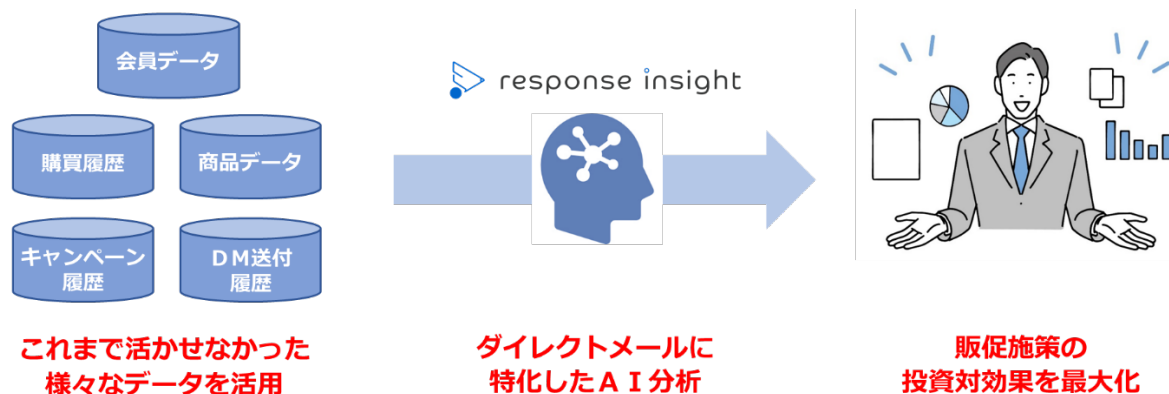 会員データ
購買履歴
商品データ
キャンペーン
履歴
DM送付
履歴
これまで活かせなかった
様々なデータを活用
response insight
ダイレクトメールに
特化したAI分析
販促施策の
投資対効果を最大化